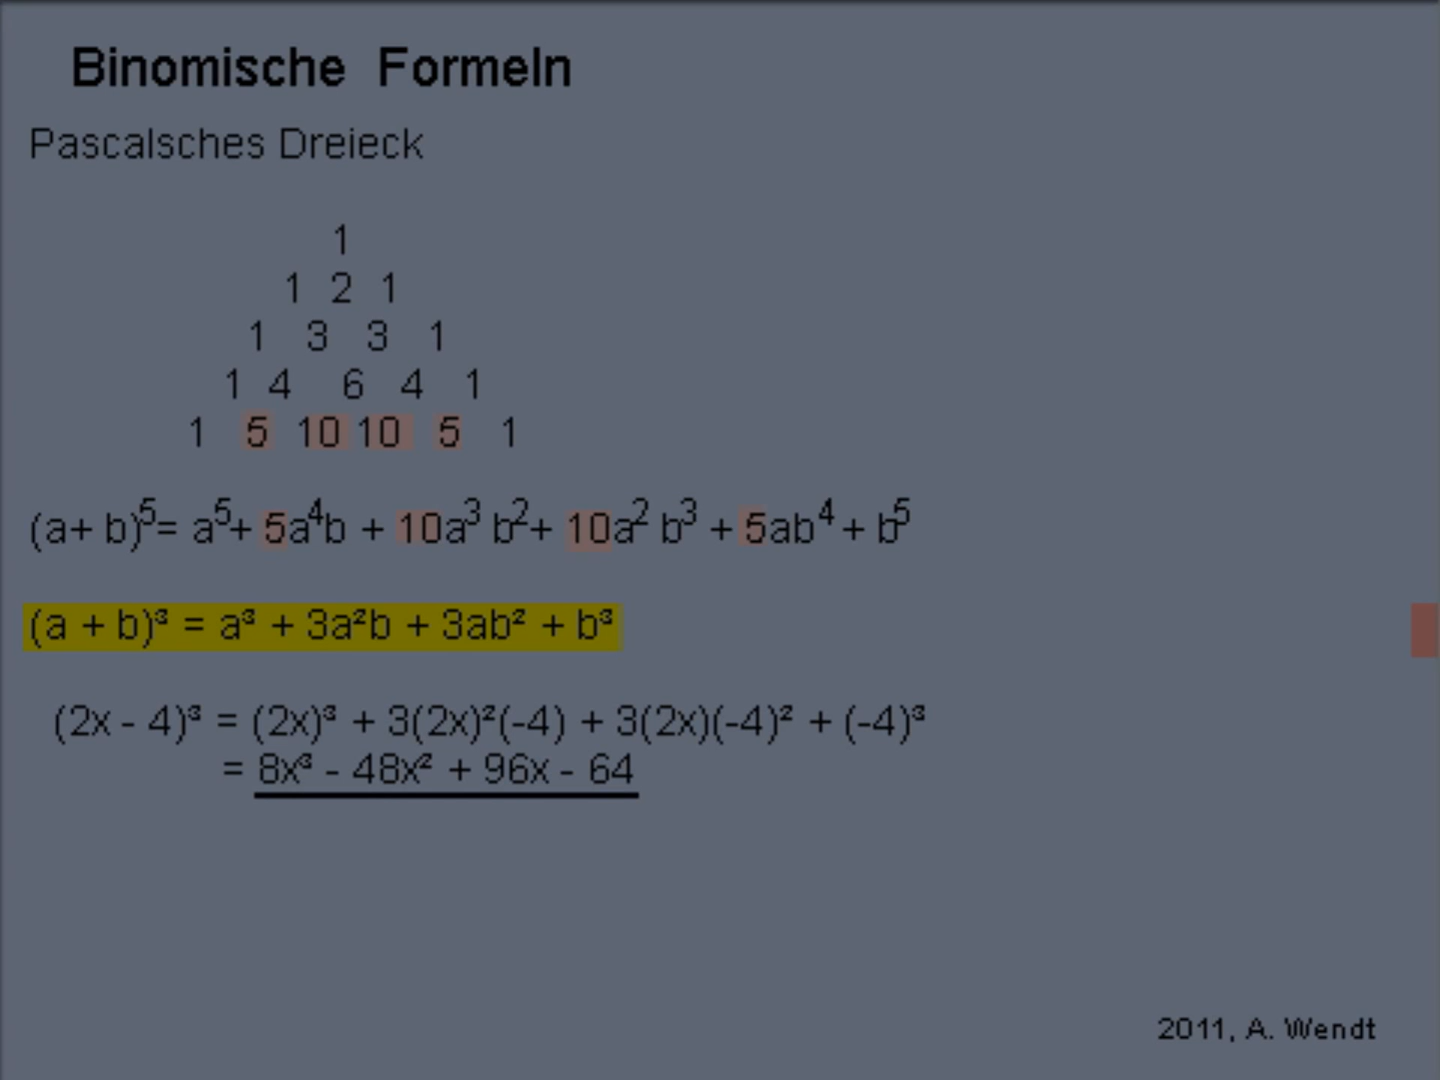 Binomische Formeln
Pascalsches Dreieck
1
1 2 1
1 3 3 1
1 4 6 4 1
1 5 10 10 5 1
(a+ b)⁵= a⁵+ 5a⁴b + 10a³ b²+ 10a² b³ + 5ab⁴ + b⁵
(a + b)³ = a³ + 3a²b + 3ab² + b³
(2x - 4)³ = (2x)³ + 3(2x)²(-4) + 3(2x)(-4)² + (-4)³
= 8x³ - 48x² + 96x - 64
2011, A. Wendt